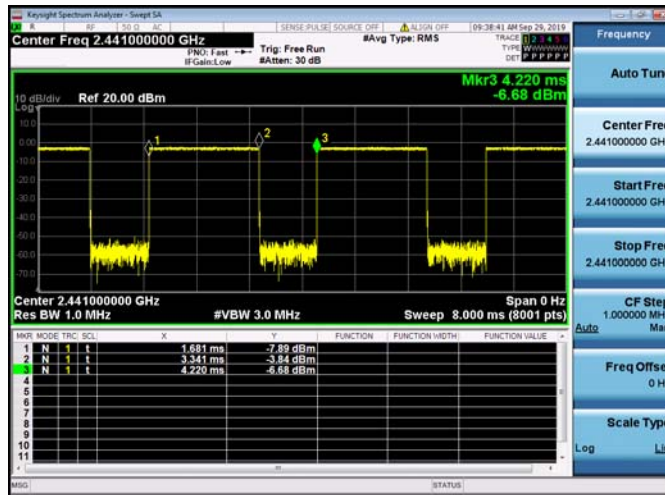 Keysight Spectrum Analyzer - Swept SA
R RF 50 Ω AC SENSE:PULSE SOURCE OFF ALIGN OFF 09:38:41 AM Sep 29, 2019
Center Freq 2.441000000 GHz
PNO: Fast
IFGain:Low
Trig: Free Run
#Atten: 30 dB
#Avg Type: RMS
TRACE 1 2 3 4 5 6
TYPE
DET P P P P P P
Mkr3 4.220 ms
-6.68 dBm
10 dB/div Ref 20.00 dBm
Log
10.0
0.00
-10.0
-20.0
-30.0
-40.0
-50.0
-60.0
-70.0
1
2
3
Center 2.441000000 GHz Span 0 Hz
Res BW 1.0 MHz #VBW 3.0 MHz Sweep 8.000 ms (8001 pts)
MKR MODE TRC SCL X Y FUNCTION FUNCTION WIDTH FUNCTION VALUE
1 N 1 t 1.681 ms -7.89 dBm
2 N 1 t 3.341 ms -3.84 dBm
3 N 1 t 4.220 ms -6.68 dBm
4
5
6
7
8
9
10
11
MSG STATUS
Frequency
Auto Tun
Center Fre
2.441000000 GH
Start Fre
2.441000000 GH
Stop Fre
2.441000000 GH
CF Step
1.000000 MH
Auto Ma
Freq Offse
0 H
Scale Type
Log Li